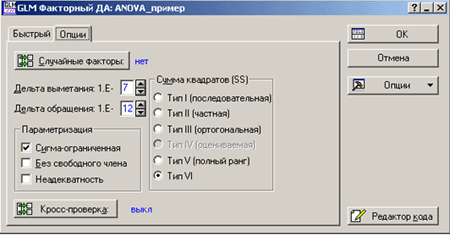 GLM Факторный ДА: ANOVA_пример
Быстрый Опции
Случайные факторы: нет
Дельта выметания: 1.E- 7
Дельта обращения: 1.E- 12
Параметризация
Сигма-ограниченная
Без свободного члена
Неадекватность
Кросс-проверка: выкл
Сумма квадратов (SS)
Тип I (последовательная)
Тип II (частная)
Тип III (ортогональная)
Тип IV (оцениваемая)
Тип V (полный ранг)
Тип VI
OK
Отмена
Опции
Редактор кода